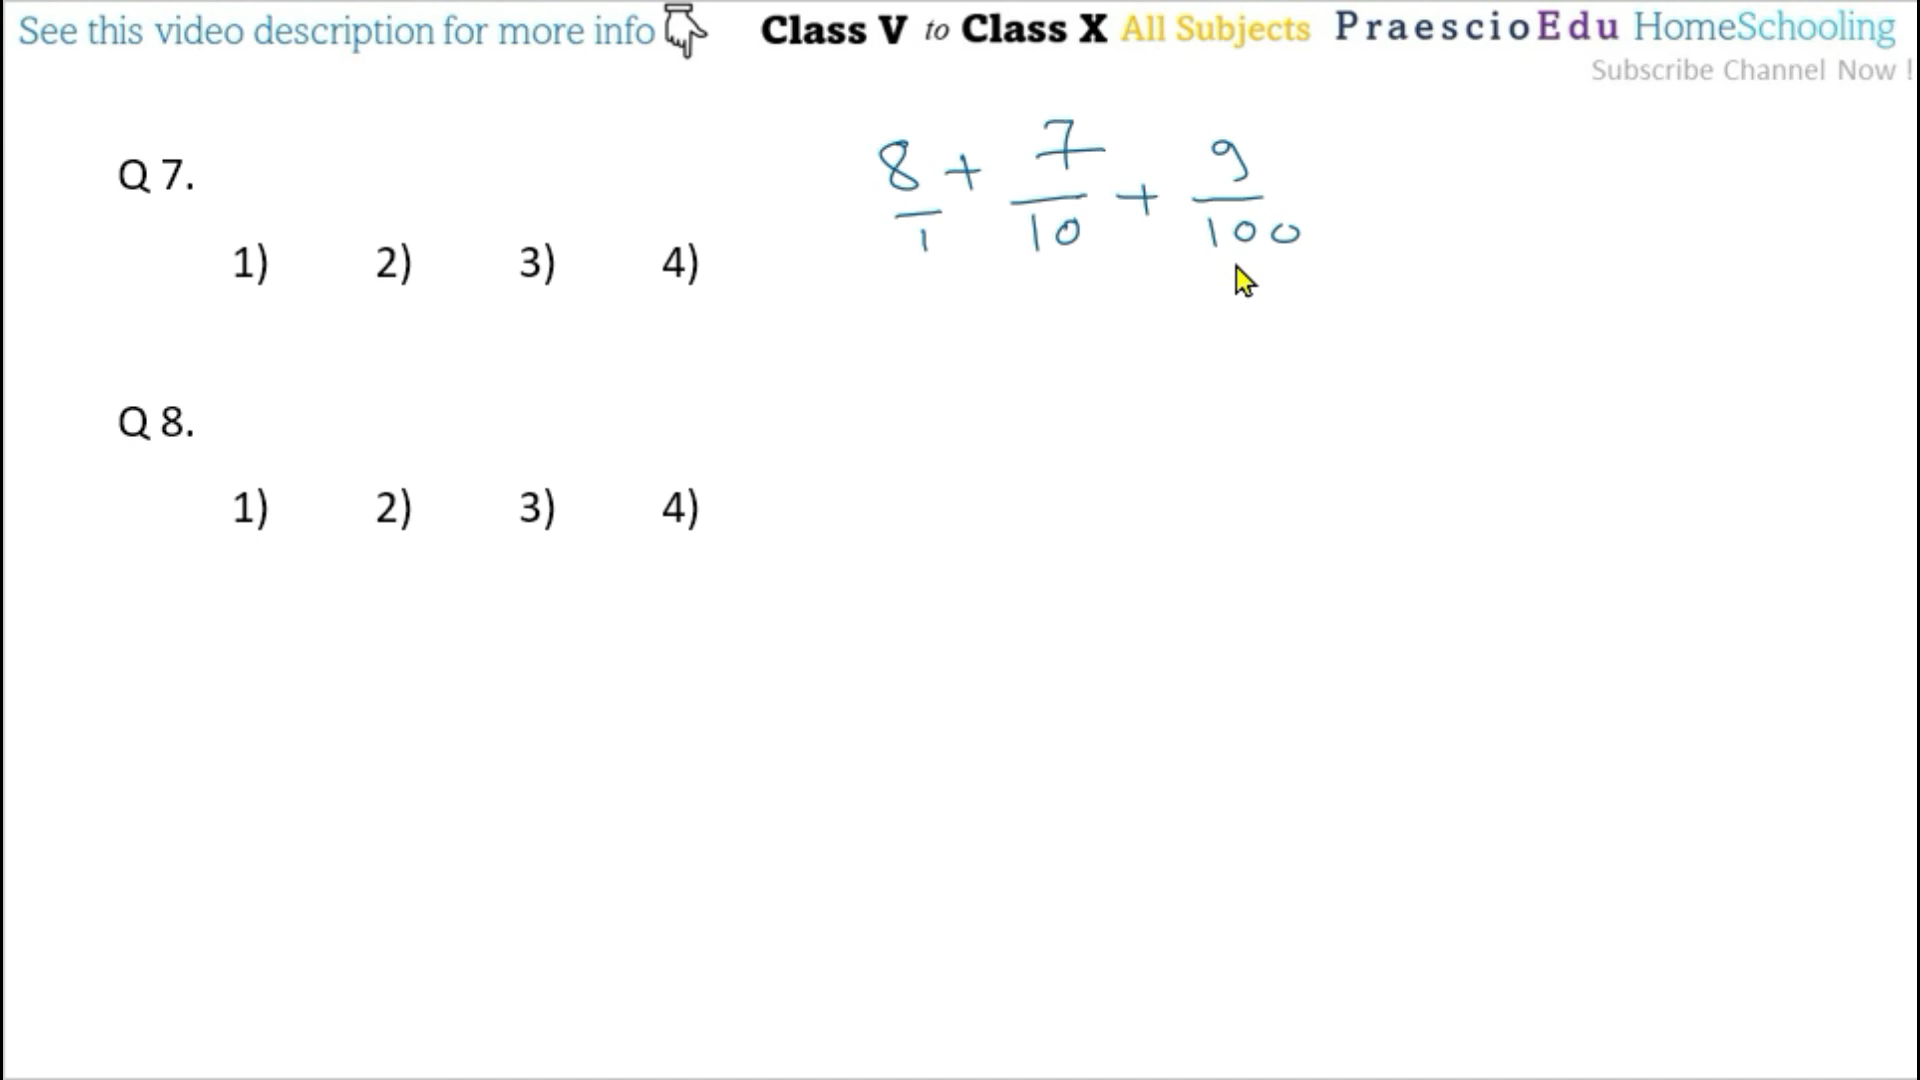 See this video description for more info Class V to Class X All Subjects PraescioEdu HomeSchooling
Subscribe Channel Now !
Q 7.
8/1 + 7/10 + 9/100
1) 2) 3) 4)
Q 8.
1) 2) 3) 4)